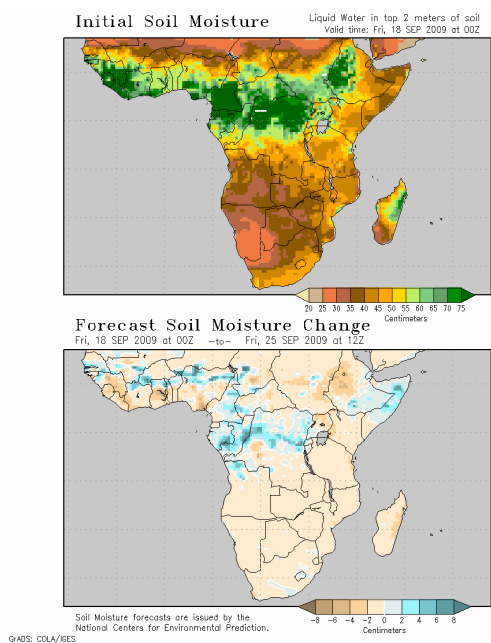 Initial Soil Moisture
Liquid Water in top 2 meters of soil
Valid time: Fri, 18 SEP 2009 at 00Z
20 25 30 35 40 45 50 55 60 65 70 75
Centimeters
Forecast Soil Moisture Change
Fri, 18 SEP 2009 at 00Z -to- Fri, 25 SEP 2009 at 12Z
-8 -6 -4 -2 0 2 4 6 8
Centimeters
Soil Moisture forecasts are issued by the
National Centers for Environmental Prediction.
GrADS: COLA/IGES